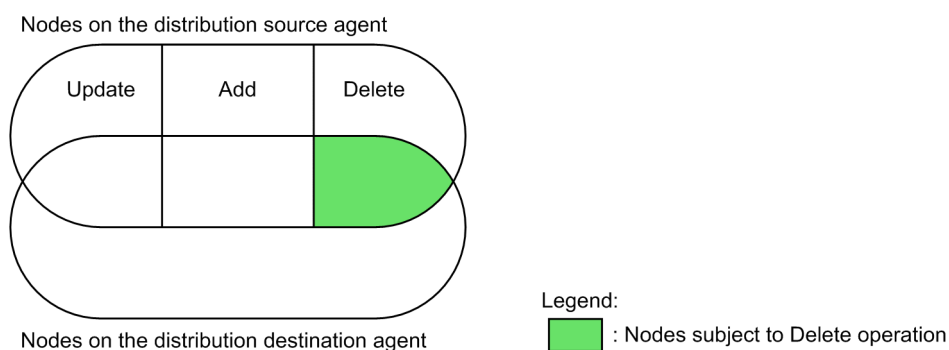 Nodes on the distribution source agent
Update Add Delete
Legend:
: Nodes subject to Delete operation
Nodes on the distribution destination agent